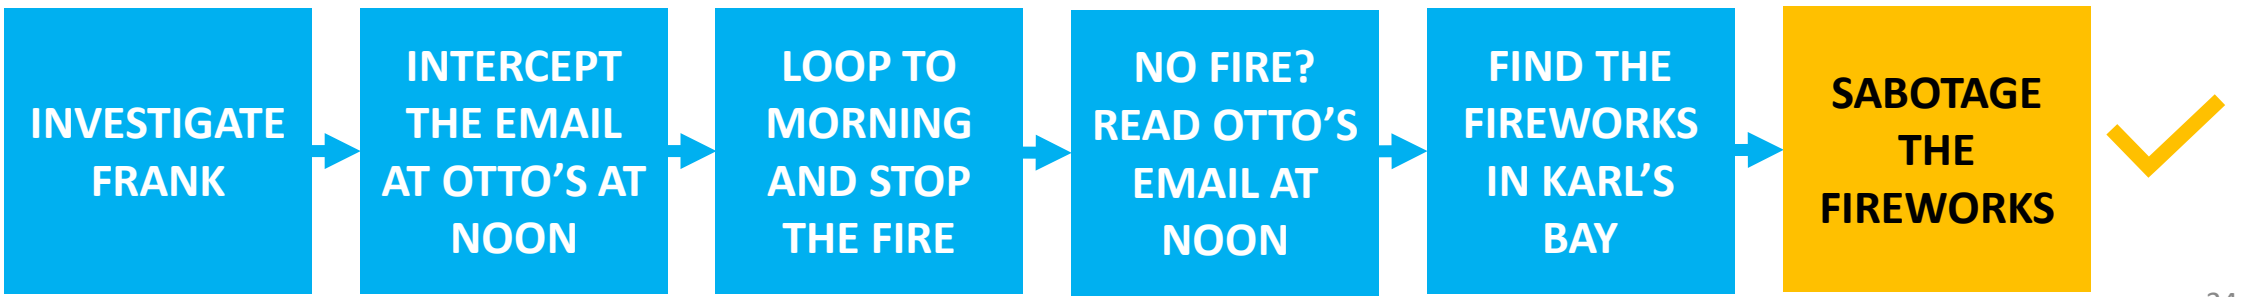 INVESTIGATE
FRANK
INTERCEPT
THE EMAIL
AT OTTO'S AT
NOON
LOOP TO
MORNING
AND STOP
THE FIRE
NO FIRE?
READ OTTO'S
EMAIL AT
NOON
FIND THE
FIREWORKS
IN KARL'S
BAY
SABOTAGE
THE
FIREWORKS